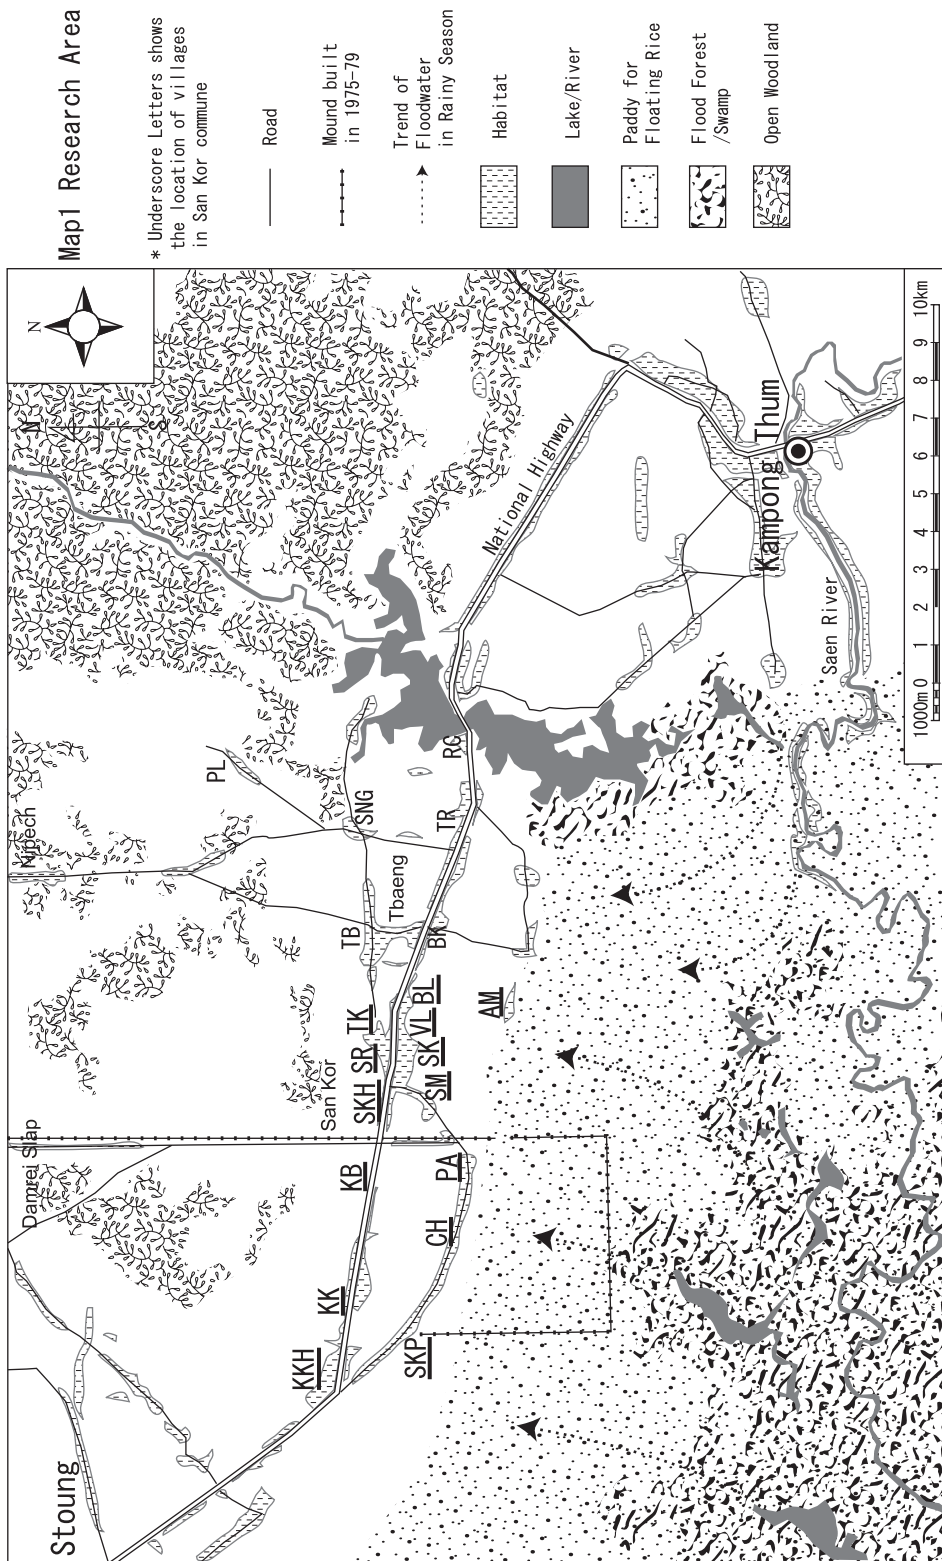 Map1 Research Area
* Underscore Letters shows
the location of villages
in San Kor commune
Road
Mound built
in 1975-79
Trend of
Floodwater
in Rainy Season
Habitat
Lake/River
Paddy for
Floating Rice
Flood Forest
/Swamp
Open Woodland
N
N
S
Stoung
Damrei Slap
Nipech
PL
SNG
Tbaeng
TB
San Kor
TK
SR
SKH
KB
KK
KKH
RG
TR
BK
BL
VL
SK
SM
PA
CH
SKP
AM
National Highway
Kampong Thum
Saen River
1000m 0 1 2 3 4 5 6 7 8 9 10km